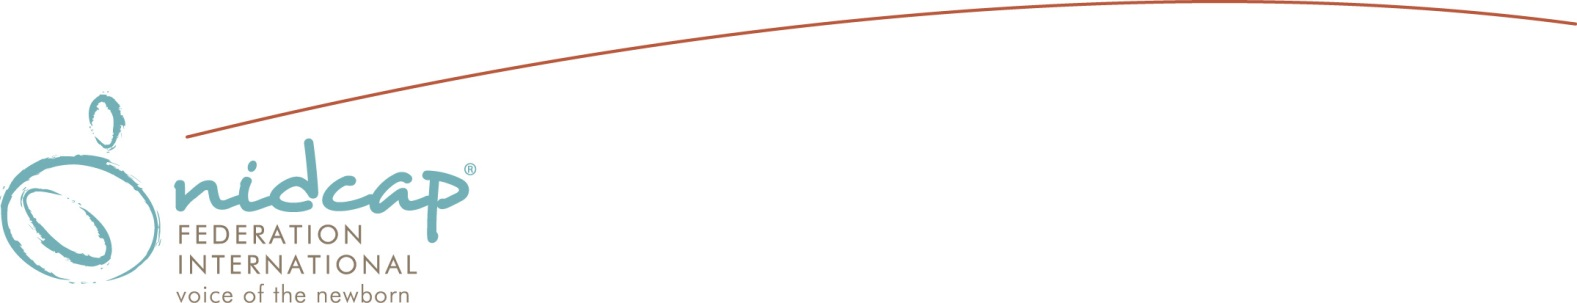 nidcap®
FEDERATION
INTERNATIONAL
voice of the newborn